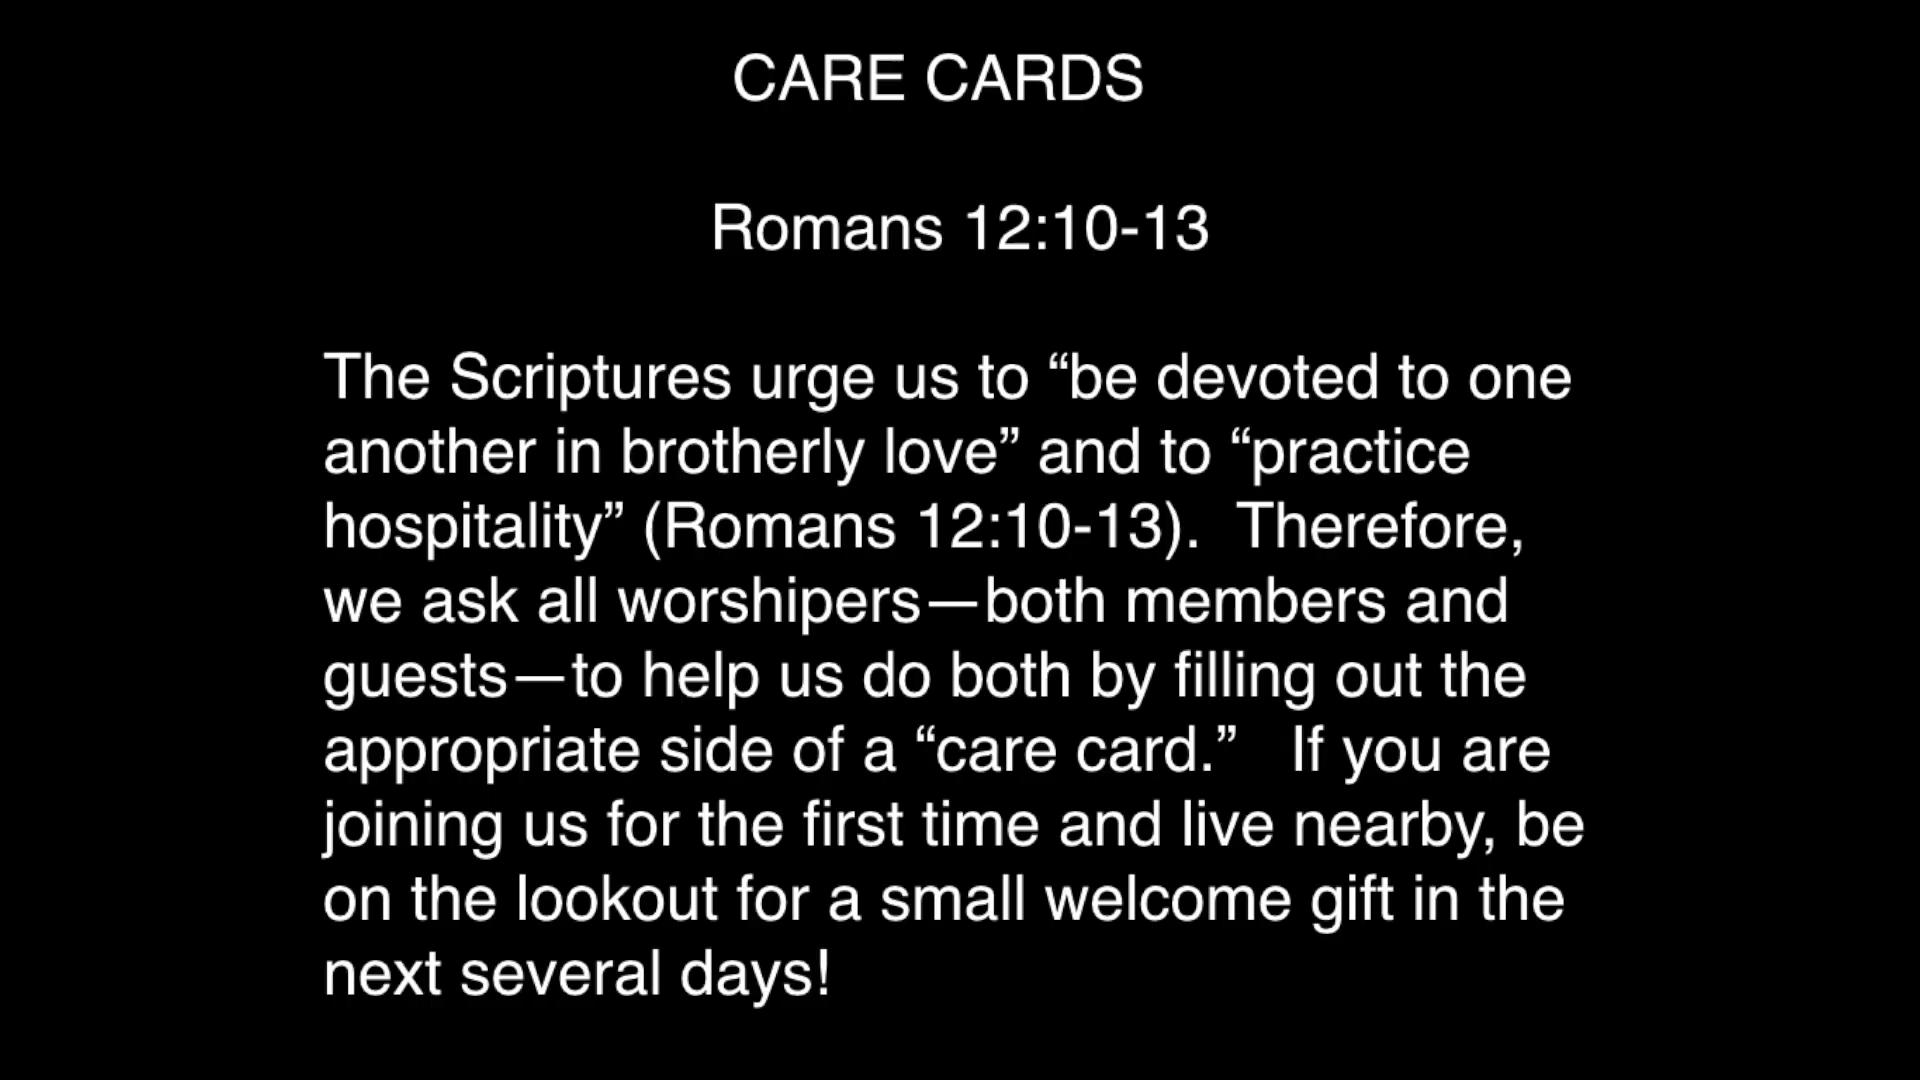 CARE CARDS
Romans 12:10-13
The Scriptures urge us to “be devoted to one
another in brotherly love” and to “practice
hospitality” (Romans 12:10-13).  Therefore,
we ask all worshipers—both members and
guests—to help us do both by filling out the
appropriate side of a “care card.”   If you are
joining us for the first time and live nearby, be
on the lookout for a small welcome gift in the
next several days!